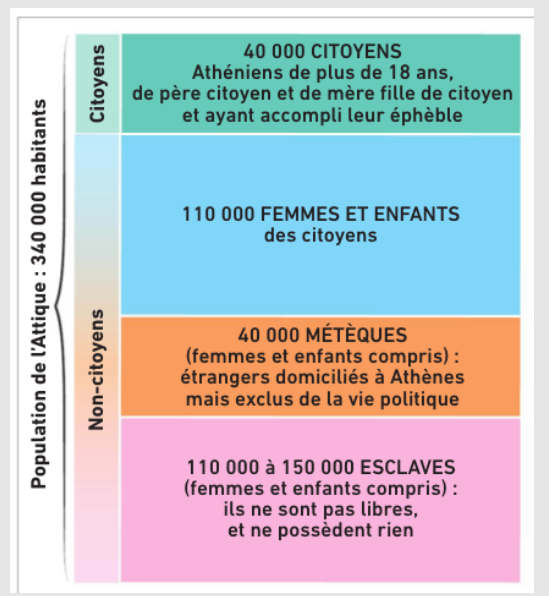 Population de l'Attique : 340 000 habitants
Citoyens
40 000 CITOYENS
Athéniens de plus de 18 ans,
de père citoyen et de mère fille de citoyen
et ayant accompli leur éphèble
Non-citoyens
110 000 FEMMES ET ENFANTS
des citoyens
40 000 MÉTÈQUES
(femmes et enfants compris) :
étrangers domiciliés à Athènes
mais exclus de la vie politique
110 000 à 150 000 ESCLAVES
(femmes et enfants compris) :
ils ne sont pas libres,
et ne possèdent rien